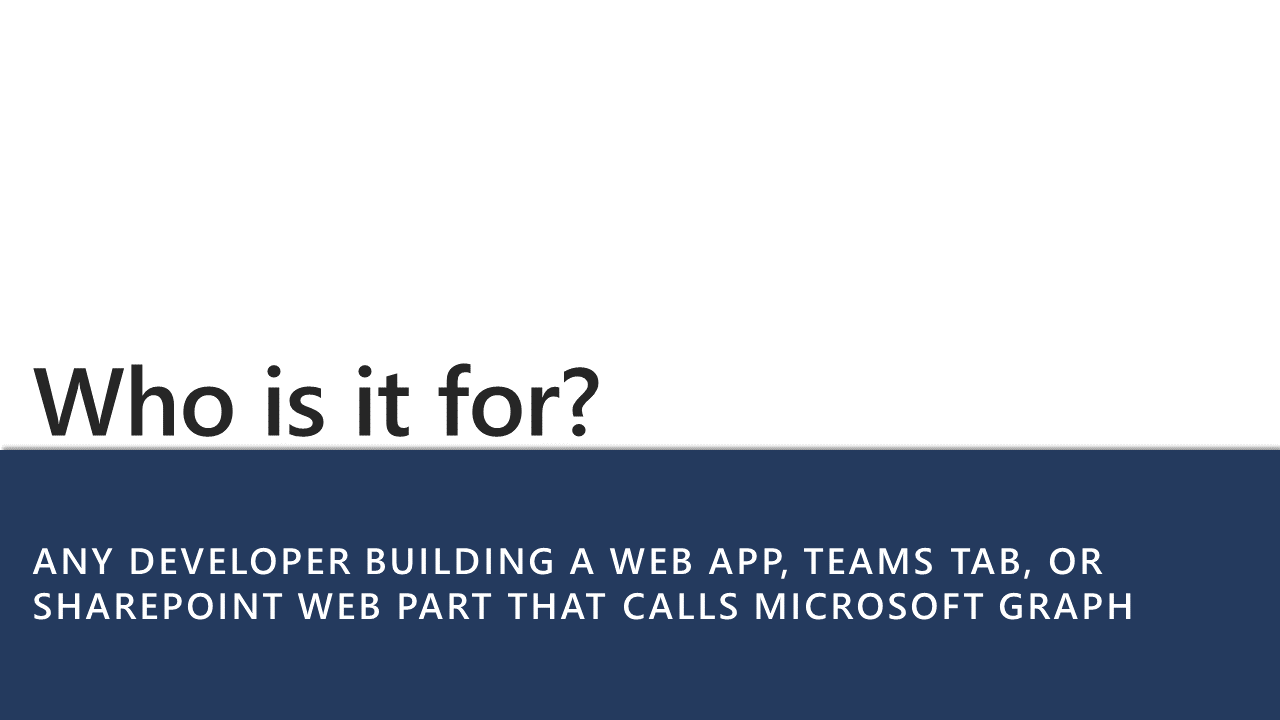 Who is it for?
ANY DEVELOPER BUILDING A WEB APP, TEAMS TAB, OR
SHAREPOINT WEB PART THAT CALLS MICROSOFT GRAPH